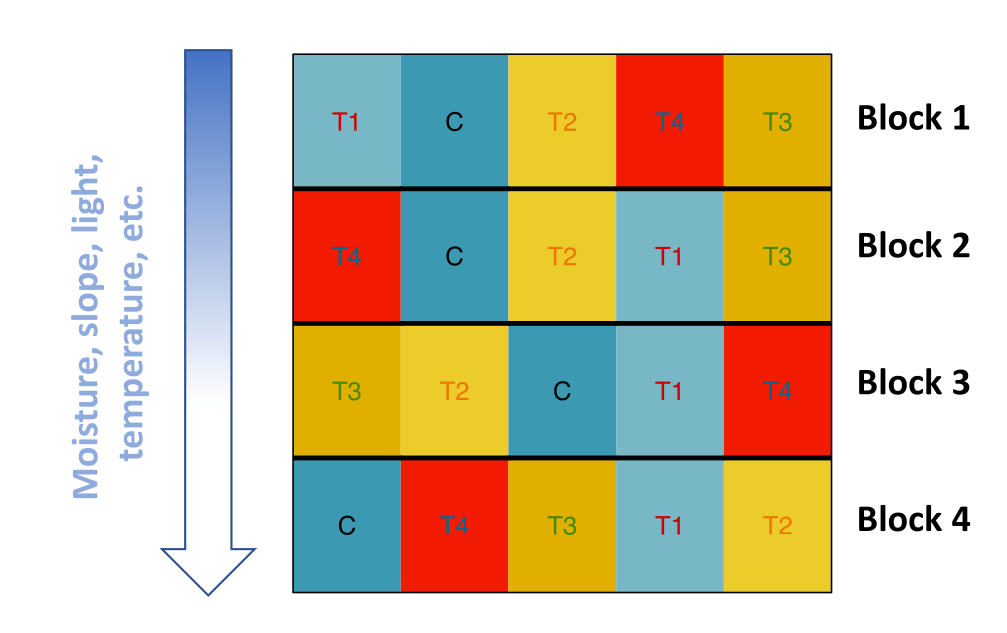 Moisture, slope, light,
temperature, etc.
T1 C T2 T4 T3 Block 1
T4 C T2 T1 T3 Block 2
T3 T2 C T1 T4 Block 3
C T4 T3 T1 T2 Block 4